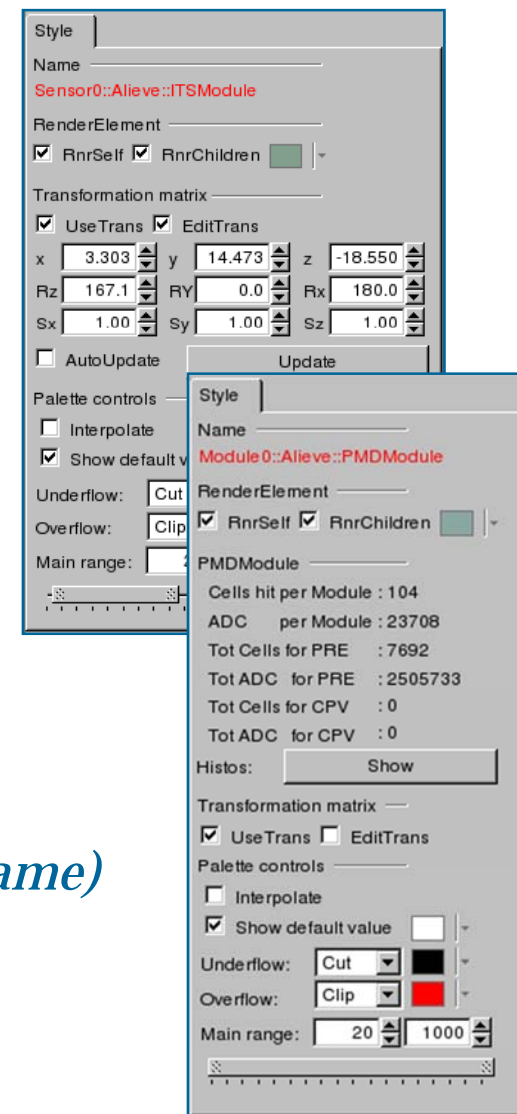 Style
Name
Sensor0::Alieve::ITSModule
RenderElement
RnrSelf RnrChildren
Transformation matrix
UseTrans EditTrans
x 3.303 y 14.473 z -18.550
Rz 167.1 RY 0.0 Rx 180.0
Sx 1.00 Sy 1.00 Sz 1.00
AutoUpdate Update
Palette controls
Interpolate
Show default v
Underflow: Cut
Overflow: Clip
Main range:
Style
Name
Module0::Alieve::PMDModule
RenderElement
RnrSelf RnrChildren
PMDModule
Cells hit per Module : 104
ADC per Module : 23708
Tot Cells for PRE : 7692
Tot ADC for PRE : 2505733
Tot Cells for CPV : 0
Tot ADC for CPV : 0
Histos: Show
Transformation matrix
UseTrans EditTrans
Palette controls
Interpolate
Show default value
Underflow: Cut
Overflow: Clip
Main range: 20 1000
ame)